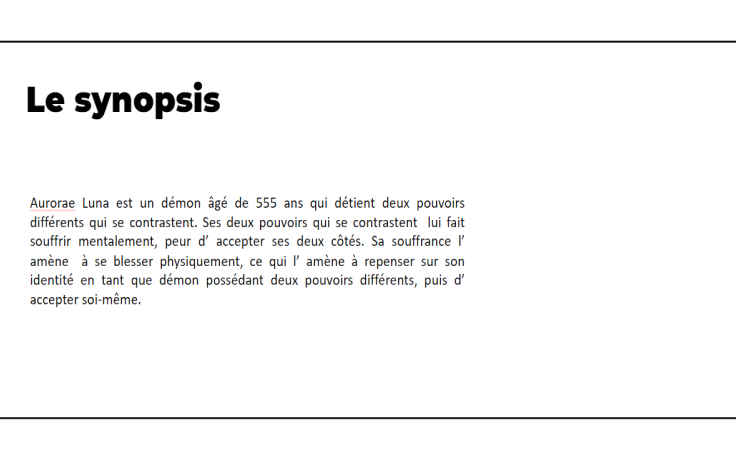 Le synopsis
Aurorae Luna est un démon âgé de 555 ans qui détient deux pouvoirs
différents qui se contrastent. Ses deux pouvoirs qui se contrastent  lui fait
souffrir mentalement, peur d’ accepter ses deux côtés. Sa souffrance l’
amène  à se blesser physiquement, ce qui l’ amène à repenser sur son
identité en tant que démon possédant deux pouvoirs différents, puis d’
accepter soi-même.